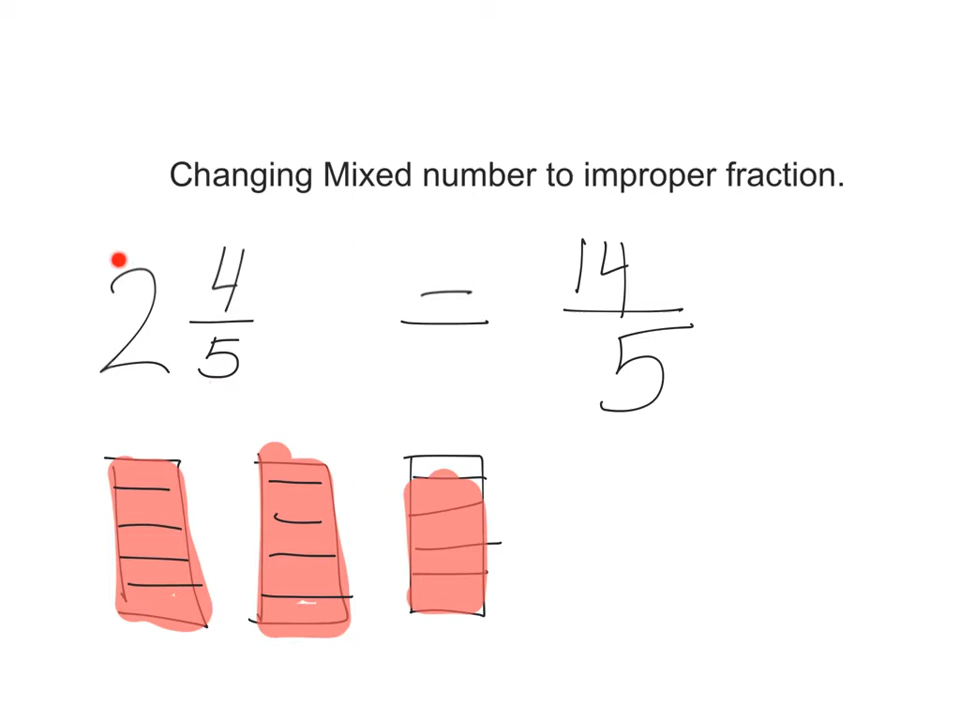 Changing Mixed number to improper fraction.
2 4/5 = 14/5